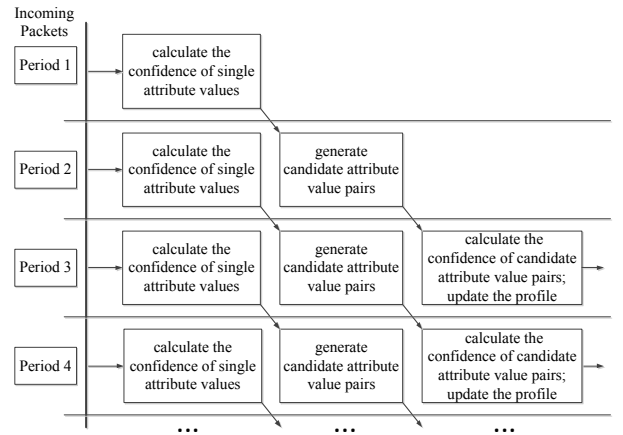 Incoming
Packets
Period 1
calculate the
confidence of single
attribute values
Period 2
calculate the
confidence of single
attribute values
generate
candidate attribute
value pairs
Period 3
calculate the
confidence of single
attribute values
generate
candidate attribute
value pairs
calculate the
confidence of candidate
attribute value pairs;
update the profile
Period 4
calculate the
confidence of single
attribute values
generate
candidate attribute
value pairs
calculate the
confidence of candidate
attribute value pairs;
update the profile
... ... ...